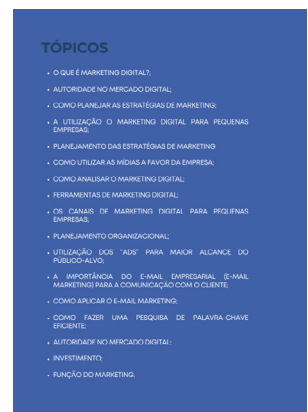 TÓPICOS
• O QUE É MARKETING DIGITAL?;
• AUTORIDADE NO MERCADO DIGITAL;
• COMO PLANEJAR AS ESTRATÉGIAS DE MARKETING;
• A UTILIZAÇÃO O MARKETING DIGITAL PARA PEQUENAS
EMPRESAS;
• PLANEJAMENTO DAS ESTRATÉGIAS DE MARKETING
• COMO UTILIZAR AS MÍDIAS A FAVOR DA EMPRESA;
• COMO ANALISAR O MARKETING DIGITAL;
• FERRAMENTAS DE MARKETING DIGITAL;
• OS CANAIS DE MARKETING DIGITAL PARA PEQUENAS
EMPRESAS;
• PLANEJAMENTO ORGANIZACIONAL;
• UTILIZAÇÃO DOS "ADS" PARA MAIOR ALCANCE DO
PÚBLICO-ALVO;
• A IMPORTÂNCIA DO E-MAIL EMPRESARIAL (E-MAIL
MARKETING) PARA A COMUNICAÇÃO COM O CLIENTE;
• COMO APLICAR O E-MAIL MARKETING;
• COMO FAZER UMA PESQUISA DE PALAVRA-CHAVE
EFICIENTE;
• AUTORIDADE NO MERCADO DIGITAL;
• INVESTIMENTO;
• FUNÇÃO DO MARKETING.